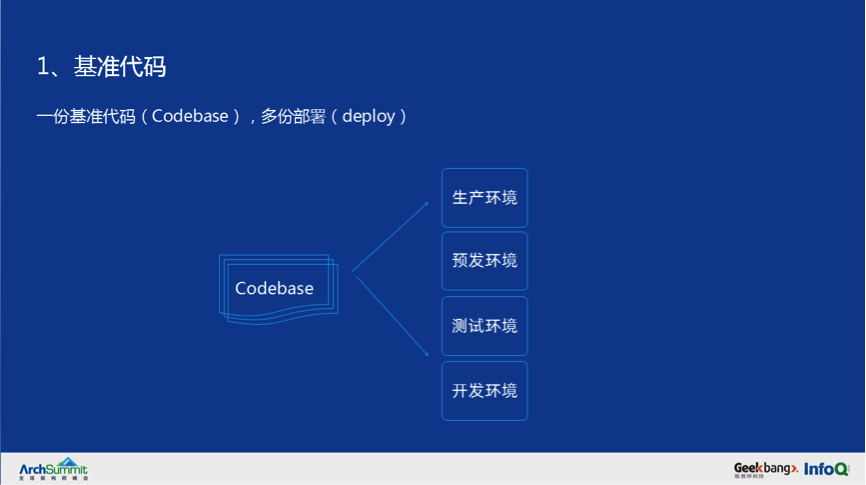 1、基准代码
一份基准代码（Codebase），多份部署（deploy）
生产环境
预发环境
Codebase
测试环境
开发环境
ArchSummit
全球架构师峰会
Geekbang>.
极客邦科技
InfoQ